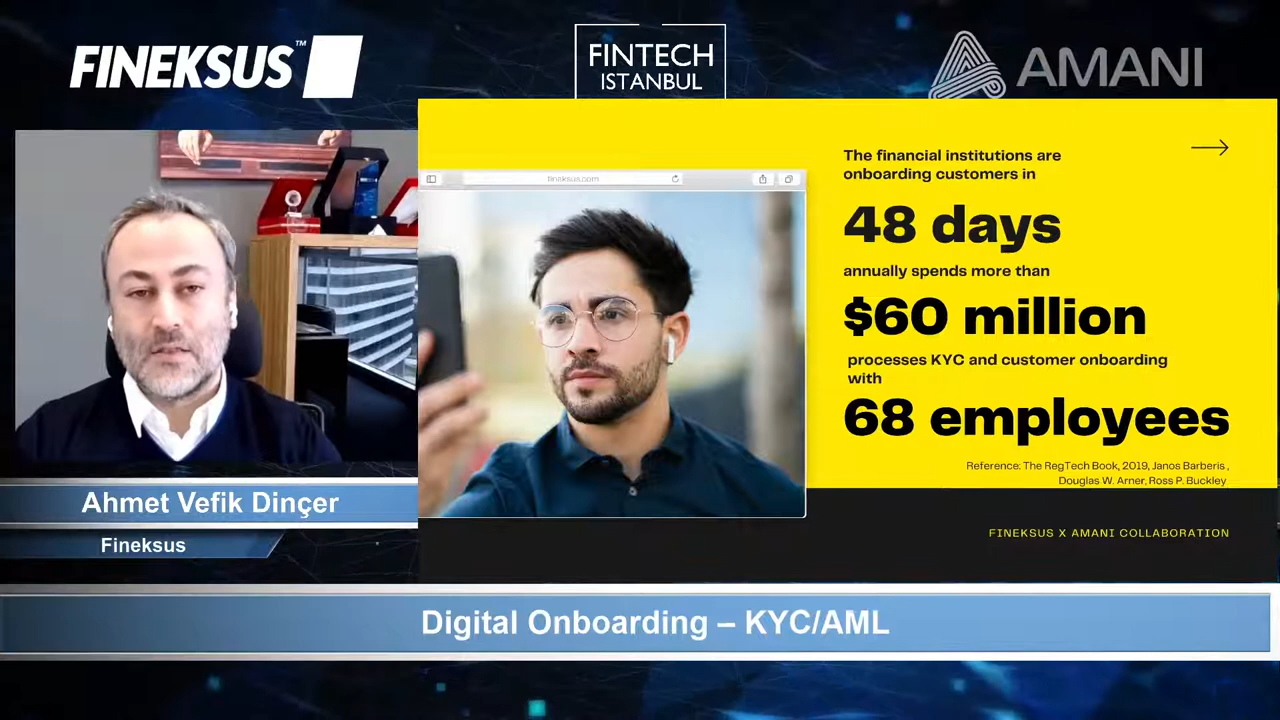 FINEKSUS™
FINTECH
ISTANBUL
AMANI
The financial institutions are
onboarding customers in
48 days
annually spends more than
$60 million
processes KYC and customer onboarding
with
68 employees
Reference: The RegTech Book, 2019, Janos Barberis ,
Douglas W. Arner, Ross P. Buckley
fineksus.com
FINEKSUS X AMANI COLLABORATION
Ahmet Vefik Dinçer
Fineksus
Digital Onboarding – KYC/AML